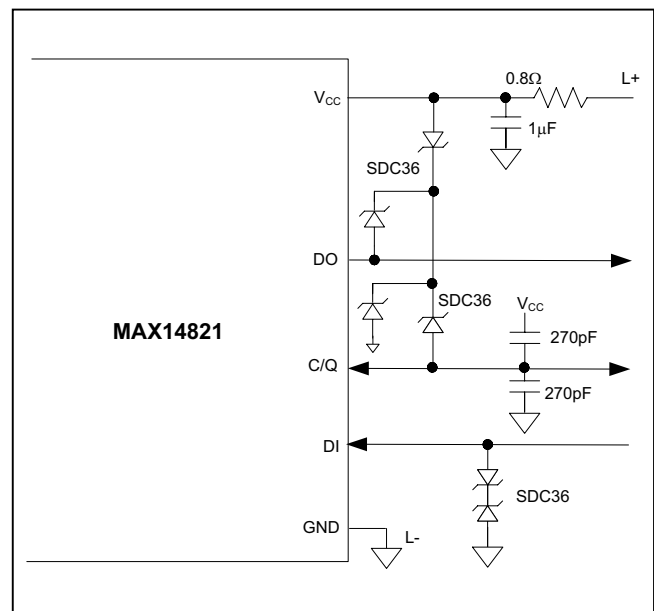 0.8Ω
L+
VCC
1μF
SDC36
DO
SDC36
VCC
MAX14821
270pF
C/Q
270pF
DI
SDC36
GND
L-